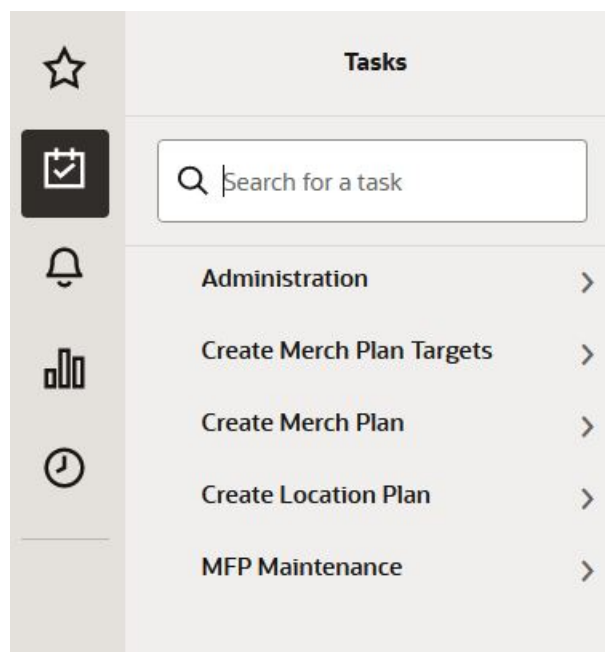 Tasks
Search for a task
Administration
Create Merch Plan Targets
Create Merch Plan
Create Location Plan
MFP Maintenance